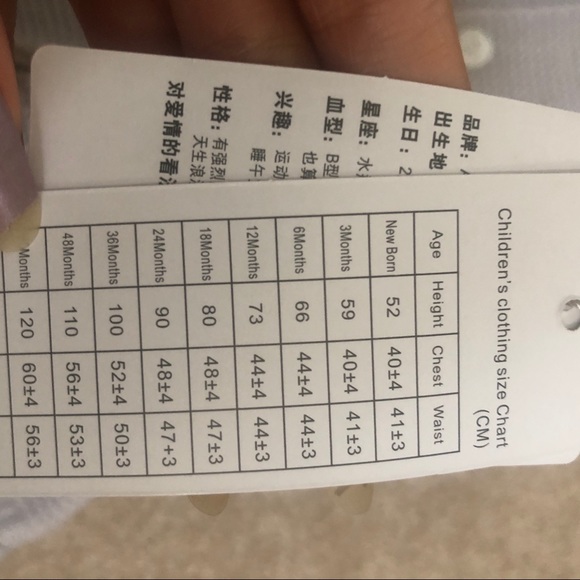 Children's clothing size Chart
(CM)
Age Height Chest Waist
New Born 52 40±4 41±3
3Months 59 40±4 41±3
6Months 66 44±4 44±3
12Months 73 44±4 44±3
18Months 80 48±4 47±3
24Months 90 48±4 47+3
36Months 100 52±4 50±3
48Months 110 56±4 53±3
Months 120 60±4 56±3
品牌：
出生地
生日：2
星座：水
血型：B型
也算
兴趣：运动
睡午
性格：有强烈
天生浪
对爱情的看